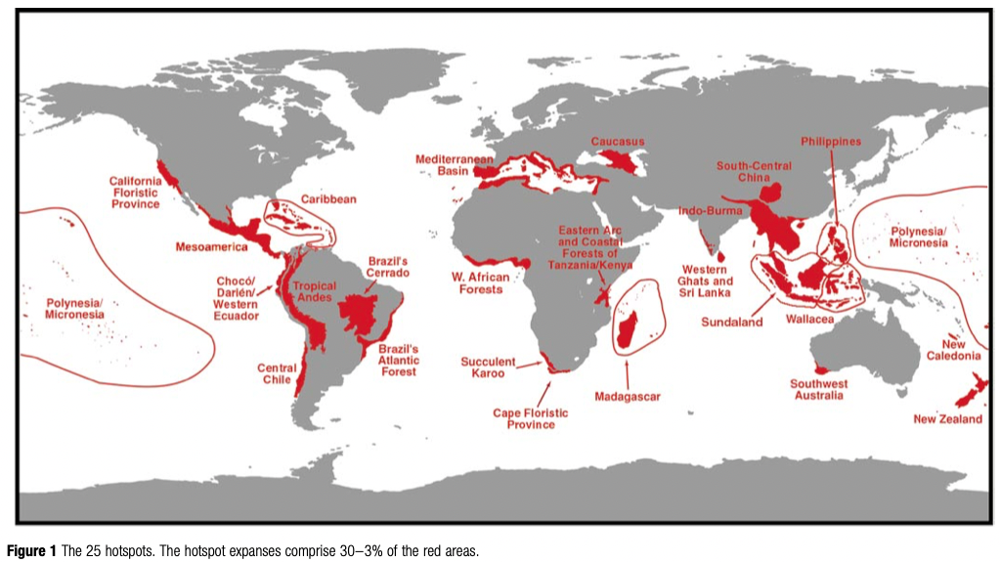 Caucasus
Philippines
Mediterranean
Basin
South-Central
China
California
Floristic
Province
Caribbean
Indo-Burma
Mesoamerica
Eastern Arc
and Coastal
Forests of
Tanzania/Kenya
Polynesia/
Micronesia
Brazil's
Cerrado
W. African
Forests
Western
Ghats and
Sri Lanka
Chocó/
Darién/
Western
Ecuador
Tropical
Andes
Polynesia/
Micronesia
Sundaland
Wallacea
Brazil's
Atlantic
Forest
Central
Chile
Succulent
Karoo
New
Caledonia
Madagascar
Southwest
Australia
Cape Floristic
Province
New Zealand
Figure 1 The 25 hotspots. The hotspot expanses comprise 30–3% of the red areas.